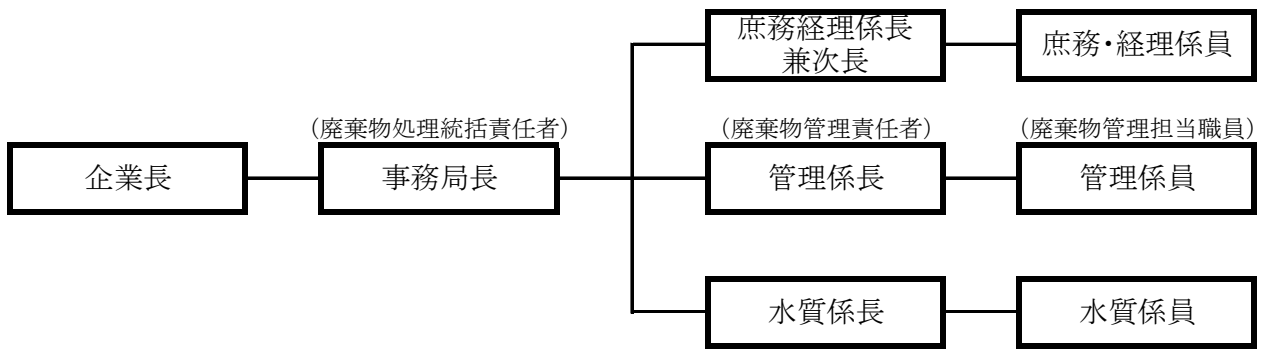 庶務経理係長
兼次長
庶務・経理係員
（廃棄物処理統括責任者）
（廃棄物管理責任者）
（廃棄物管理担当職員）
企業長
事務局長
管理係長
管理係員
水質係長
水質係員